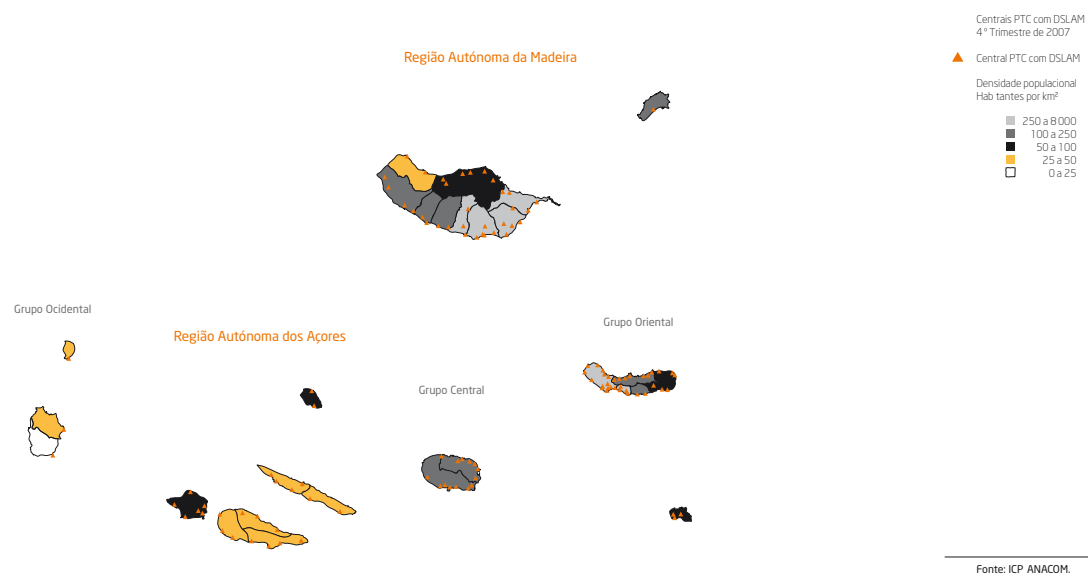 Centrais PTC com DSLAM
4º Trimestre de 2007
Central PTC com DSLAM
Densidade populacional
Hab tantes por km²
250 a 8 000
100 a 250
50 a 100
25 a 50
0 a 25
Região Autónoma da Madeira
Grupo Ocidental
Região Autónoma dos Açores
Grupo Central
Grupo Oriental
Fonte: ICP ANACOM.